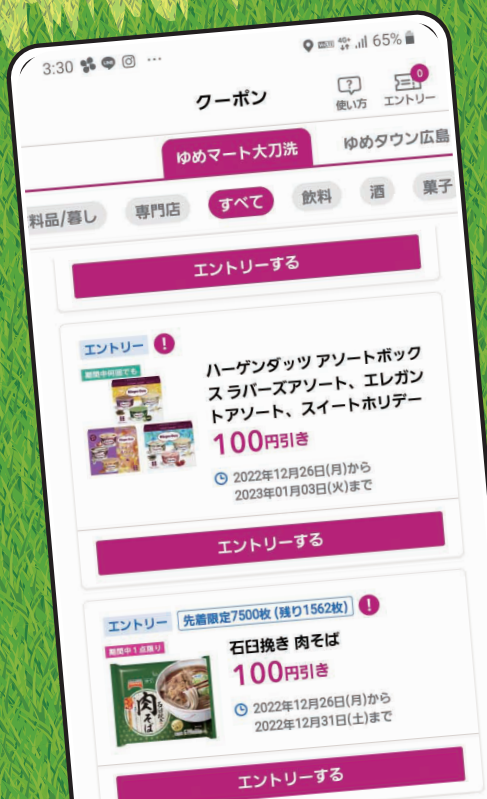 3:30
65%
クーポン
使い方
0
エントリー
ゆめマート大刀洗
ゆめタウン広島
料品/暮し
専門店
すべて
飲料
酒
菓子
エントリーする
エントリー
期間中何回でも
ハーゲンダッツ アソートボック
ス ラバーズアソート、エレガン
トアソート、スイートホリデー
100円引き
2022年12月26日(月)から
2023年01月03日(火)まで
エントリーする
エントリー
先着限定7500枚 (残り1562枚)
期間中1点限り
石臼挽き 肉そば
100円引き
肉そば
2022年12月26日(月)から
2022年12月31日(土)まで
エントリーする